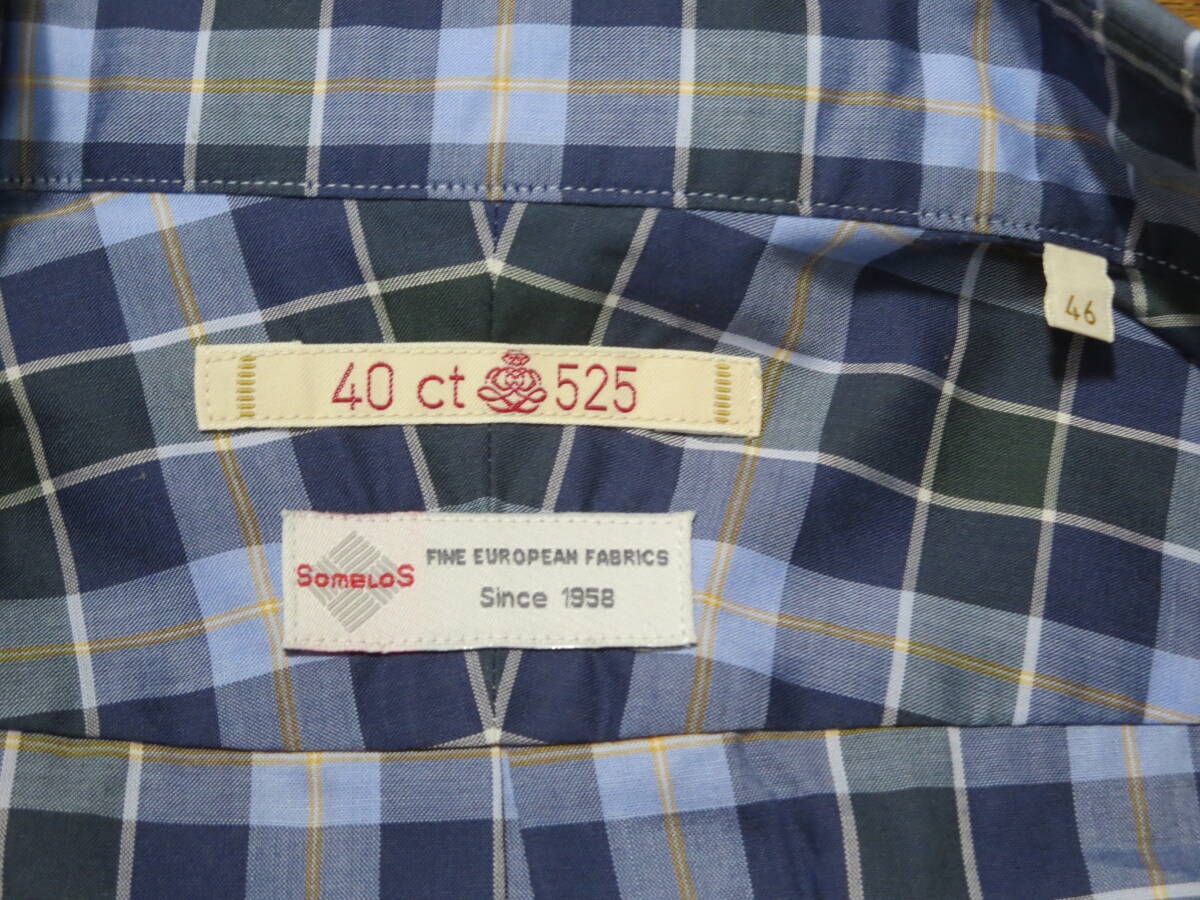 46
40 ct 525
SOMELOS
FINE EUROPEAN FABRICS
Since 1958